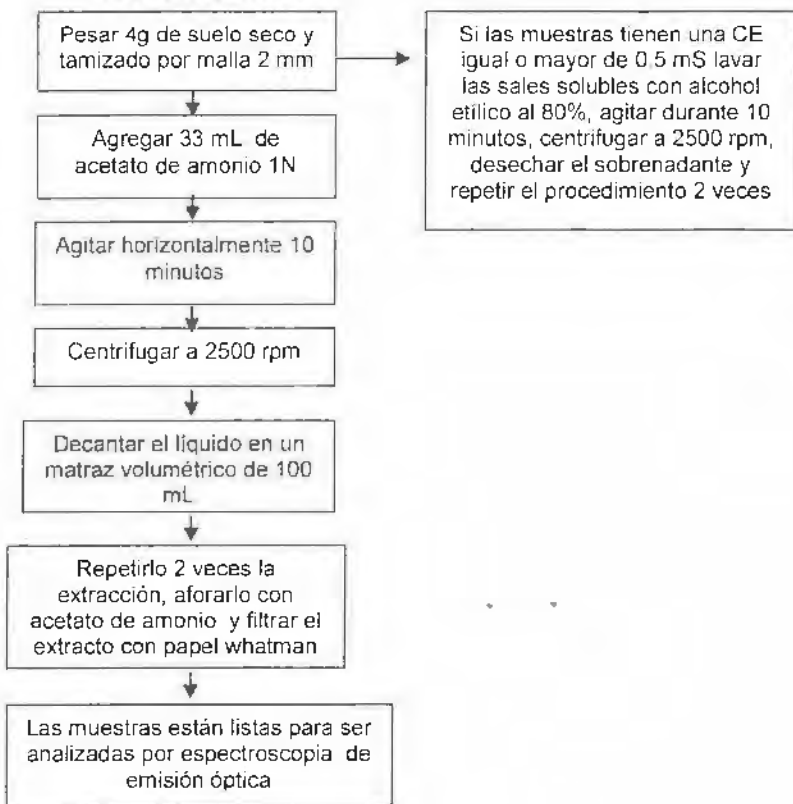 Pesar 4g de suelo seco y
tamizado por malla 2 mm
Si las muestras tienen una CE
igual o mayor de 0,5 mS lavar
las sales solubles con alcohol
etílico al 80%, agitar durante 10
minutos, centrifugar a 2500 rpm,
desechar el sobrenadante y
repetir el procedimiento 2 veces
Agregar 33 mL de
acetato de amonio 1N
Agitar horizontalmente 10
minutos
Centrifugar a 2500 rpm
Decantar el líquido en un
matraz volumétrico de 100
mL
Repetirlo 2 veces la
extracción, aforarlo con
acetato de amonio y filtrar el
extracto con papel whatman
Las muestras están listas para ser
analizadas por espectroscopia de
emisión óptica